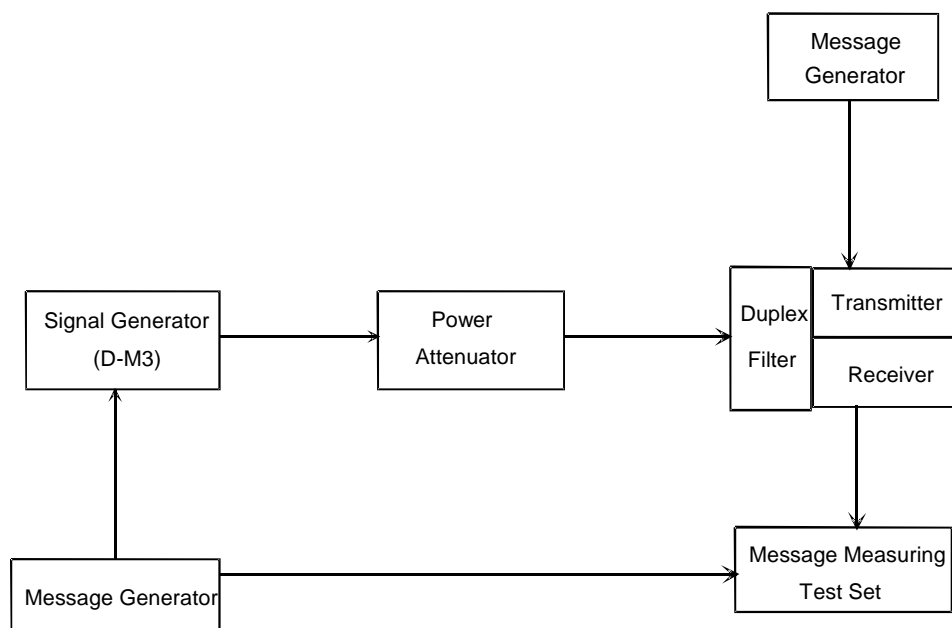 Message
Generator
Signal Generator
(D-M3)
Power
Attenuator
Duplex
Filter
Transmitter
Receiver
Message Generator
Message Measuring
Test Set